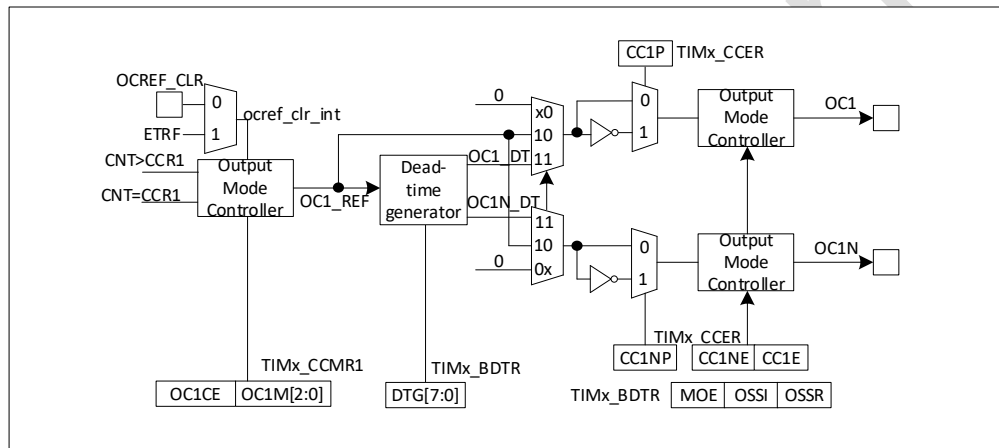 CC1P TIMx_CCER
OCREF_CLR
0
1
ocref_clr_int
ETRF
CNT>CCR1
CNT=CCR1
Output
Mode
Controller
OC1_REF
Dead-
time
generator
OC1_DT
OC1N_DT
0
x0
10
11
11
10
0x
0
0
1
0
1
Output
Mode
Controller
OC1
Output
Mode
Controller
OC1N
TIMx_CCMR1
OC1CE OC1M[2:0]
TIMx_BDTR
DTG[7:0]
TIMx_CCER
CC1NP CC1NE CC1E
TIMx_BDTR MOE OSSI OSSR